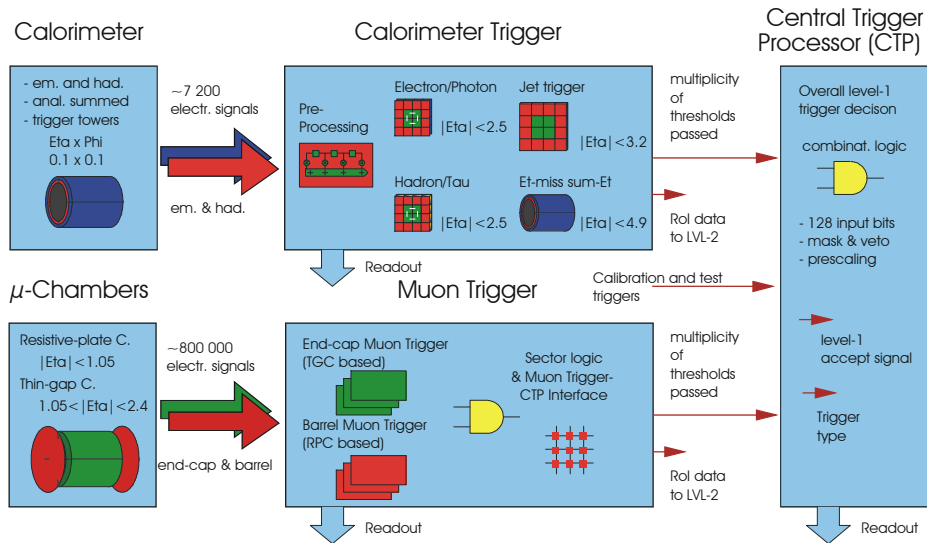 Calorimeter
Calorimeter Trigger
Central Trigger
Processor (CTP)
- em. and had.
- anal. summed
- trigger towers
Eta x Phi
0.1 x 0.1
~7 200
electr. signals
em. & had.
Pre-
Processing
Electron/Photon
|Eta|<2.5
Jet trigger
|Eta|<3.2
Hadron/Tau
|Eta|<2.5
Et-miss sum-Et
|Eta|<4.9
Readout
multiplicity
of
thresholds
passed
RoI data
to LVL-2
Calibration and test
triggers
Overall level-1
trigger decison
combinat. logic
- 128 input bits
- mask & veto
- prescaling
level-1
accept signal
Trigger
type
Readout
μ-Chambers
Muon Trigger
Resistive-plate C.
|Eta|<1.05
Thin-gap C.
1.05<|Eta|<2.4
~800 000
electr. signals
end-cap & barrel
End-cap Muon Trigger
(TGC based)
Barrel Muon Trigger
(RPC based)
Sector logic
& Muon Trigger-
CTP Interface
Readout
multiplicity
of
thresholds
passed
RoI data
to LVL-2